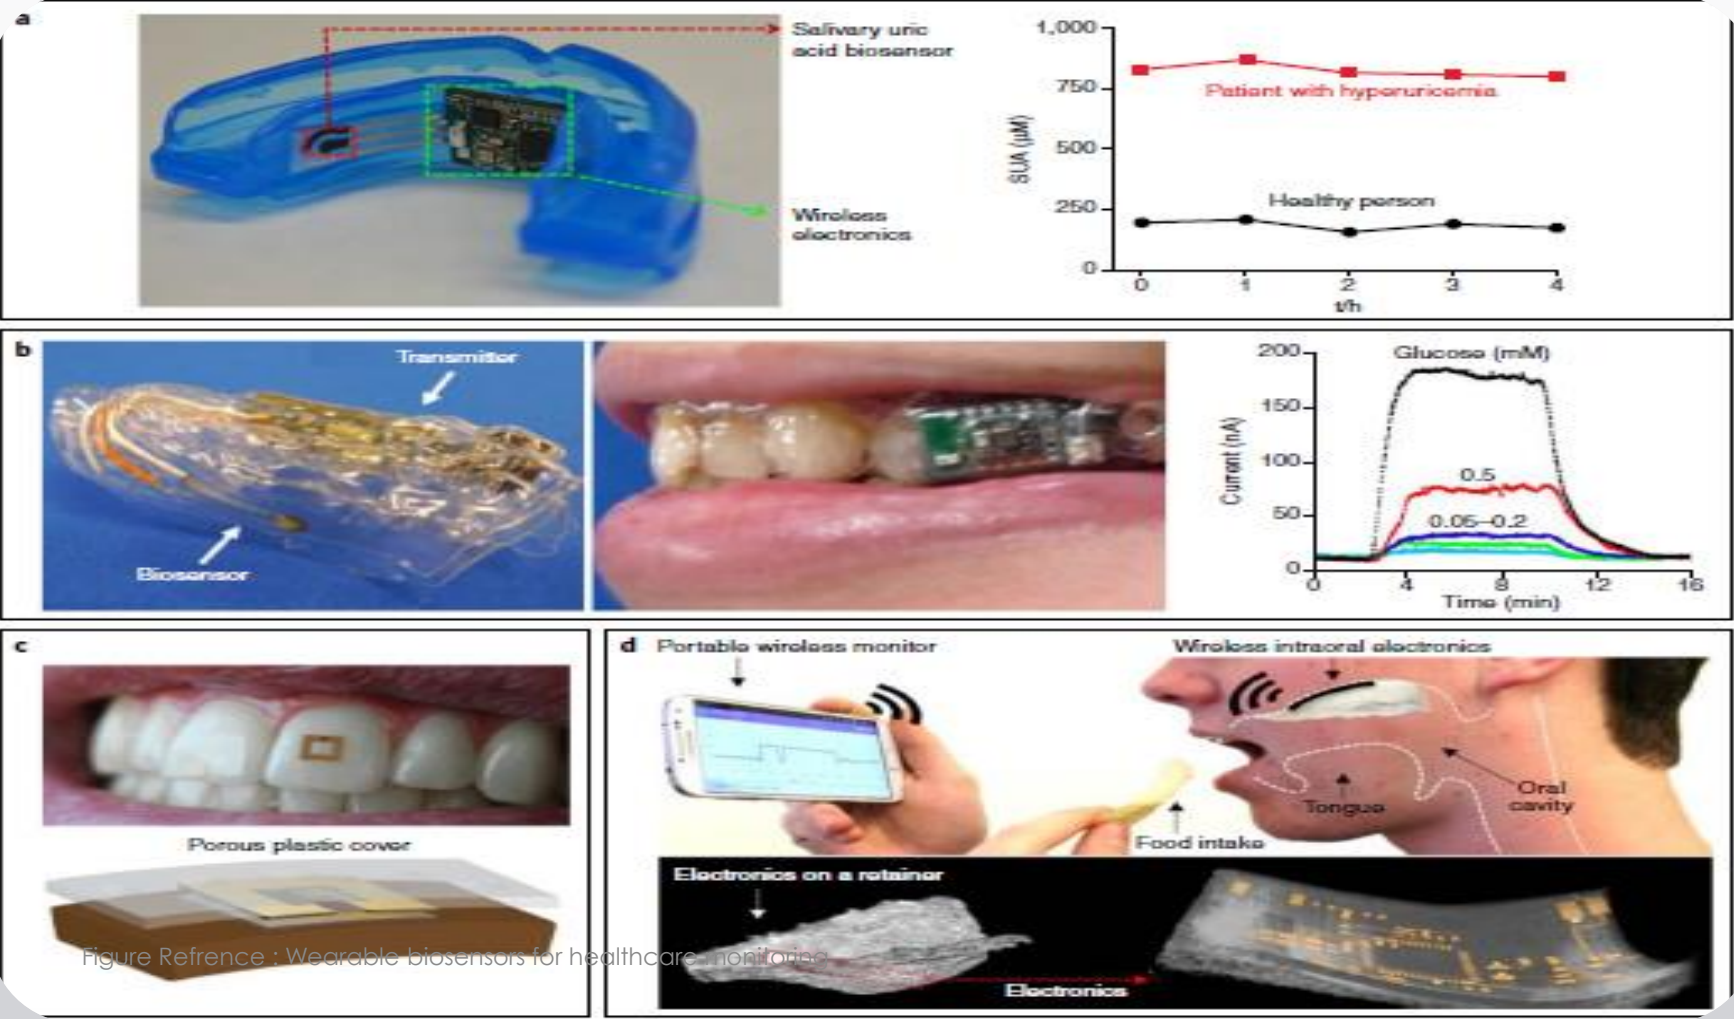 a
Salivary uric
acid biosensor
Wireless
electronics
1,000
750
500
250
0
SUA (μM)
Patient with hyperuricemia
Healthy person
0 1 2 3 4
t/h
b
Transmitter
Biosensor
200
150
100
50
0
Current (nA)
Glucose (mM)
0.5
0.05–0.2
0 4 8 12 16
Time (min)
c
Porous plastic cover
d
Portable wireless monitor
Wireless intraoral electronics
Oral
cavity
Tongue
Food intake
Electronics on a retainer
Electronics
Figure Refrence : Wearable biosensors for healthcare monitoring